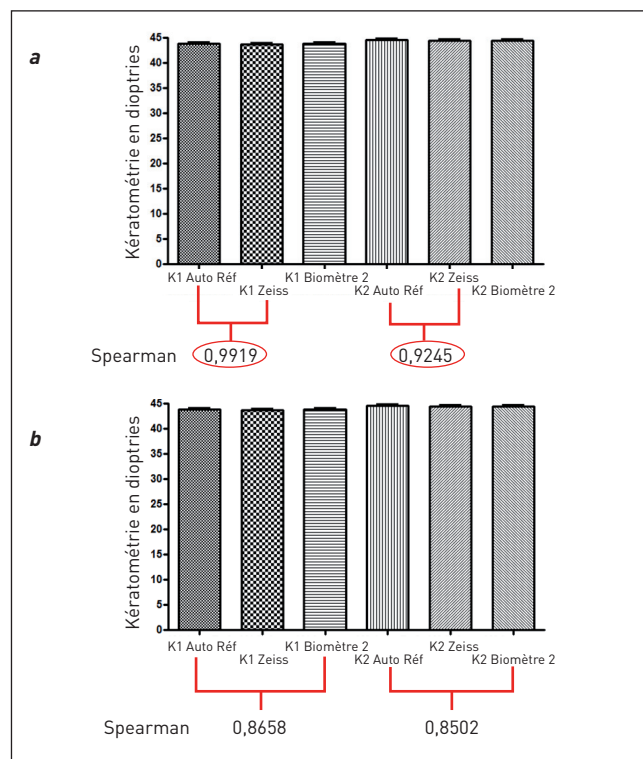 a
Kératométrie en dioptries
45
40
35
30
25
20
15
10
5
0
K1 Auto Réf K1 Zeiss K1 Biomètre 2 K2 Auto Réf K2 Zeiss K2 Biomètre 2
Spearman 0,9919 0,9245
b
Kératométrie en dioptries
45
40
35
30
25
20
15
10
5
0
K1 Auto Réf K1 Zeiss K1 Biomètre 2 K2 Auto Réf K2 Zeiss K2 Biomètre 2
Spearman 0,8658 0,8502